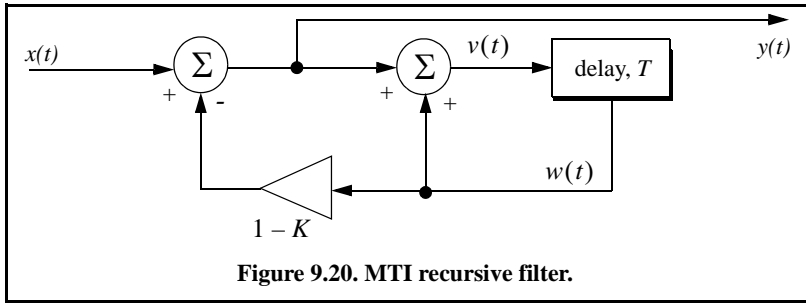 x(t)
Σ
+
-
Σ
+
+
v(t)
delay, T
y(t)
w(t)
1 – K
Figure 9.20. MTI recursive filter.